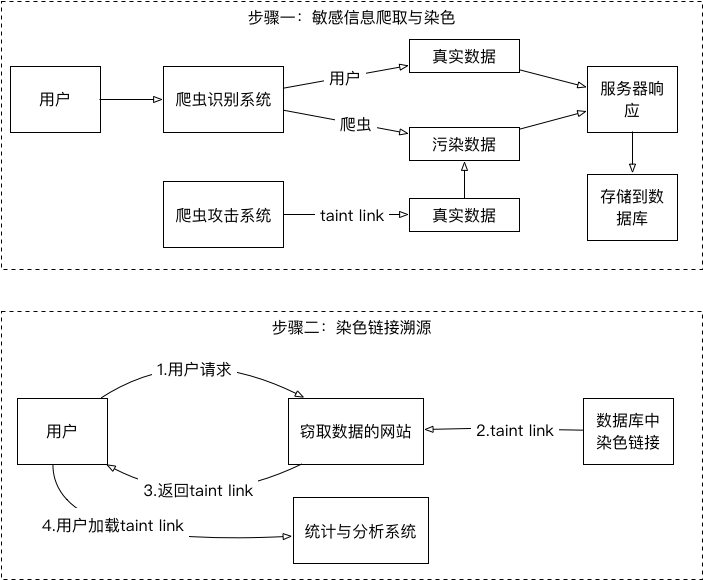 步骤一：敏感信息爬取与染色
用户
爬虫识别系统
用户
爬虫
真实数据
污染数据
服务器响
应
爬虫攻击系统
taint link
真实数据
存储到数
据库
步骤二：染色链接溯源
1.用户请求
用户
窃取数据的网站
2.taint link
数据库中
染色链接
3.返回taint link
4.用户加载taint link
统计与分析系统